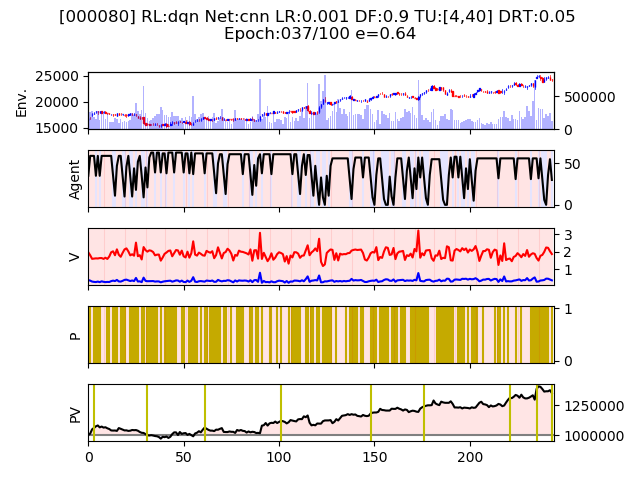 [000080] RL:dqn Net:cnn LR:0.001 DF:0.9 TU:[4,40] DRT:0.05
Epoch:037/100 e=0.64
Env.
25000
20000
15000
500000
0
Agent
50
0
V
3
2
1
P
1
0
PV
1250000
1000000
0 50 100 150 200